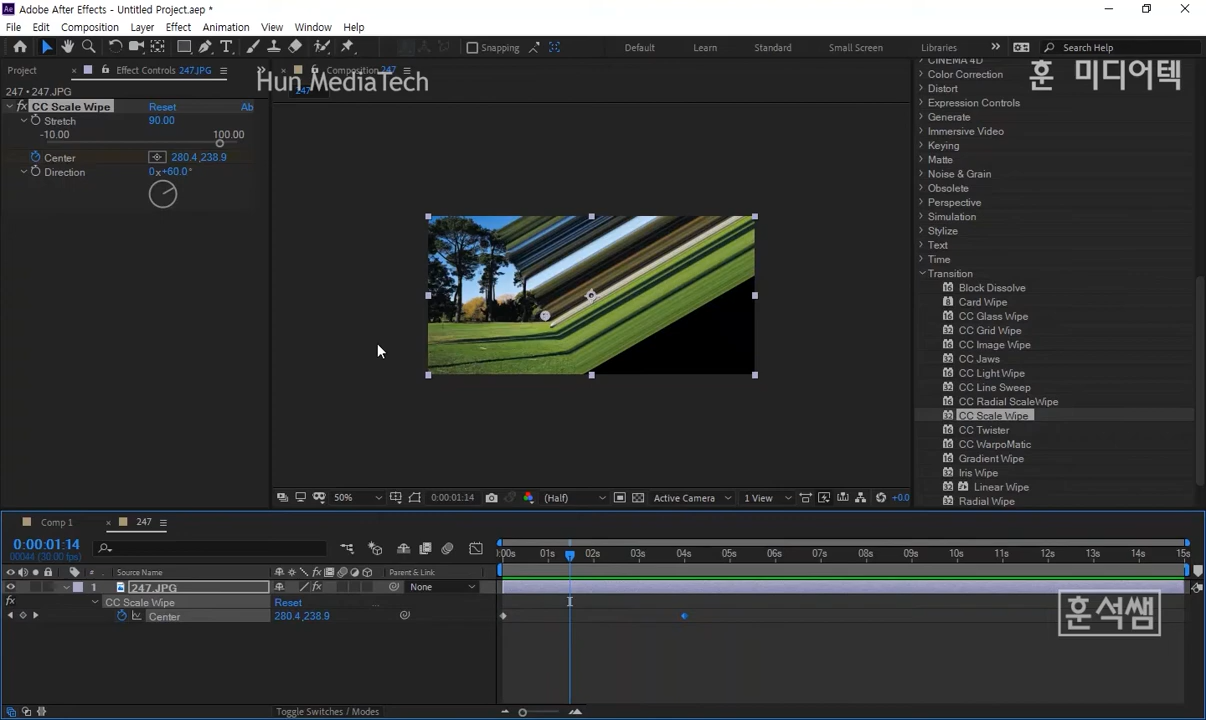 Adobe After Effects - Untitled Project.aep *
File Edit Composition Layer Effect Animation View Window Help
Snapping Default Learn Standard Small Screen Libraries Search Help
Project Effect Controls 247.JPG Composition 247
Hun MediaTech
훈 미디어텍
247 • 247.JPG
247
CC Scale Wipe Reset Ab
Stretch 90.00
-10.00 100.00
Center 280.4,238.9
Direction 0x+60.0°
CINEMA 4D
Color Correction
Distort
Expression Controls
Generate
Immersive Video
Keying
Matte
Noise & Grain
Obsolete
Perspective
Simulation
Stylize
Text
Time
Transition
Block Dissolve
Card Wipe
CC Glass Wipe
CC Grid Wipe
CC Image Wipe
CC Jaws
CC Light Wipe
CC Line Sweep
CC Radial ScaleWipe
CC Scale Wipe
CC Twister
CC WarpoMatic
Gradient Wipe
Iris Wipe
Linear Wipe
Radial Wipe
50% 0:00:01:14 (Half) Active Camera 1 View +0.0
Comp 1 247
0:00:01:14
00044 (30.00 fps)
:00s 01s 02s 03s 04s 05s 06s 07s 08s 09s 10s 11s 12s 13s 14s 15s
# Source Name Parent & Link
1 247.JPG None
CC Scale Wipe Reset ...
Center 280.4,238.9
훈석쌤
Toggle Switches / Modes